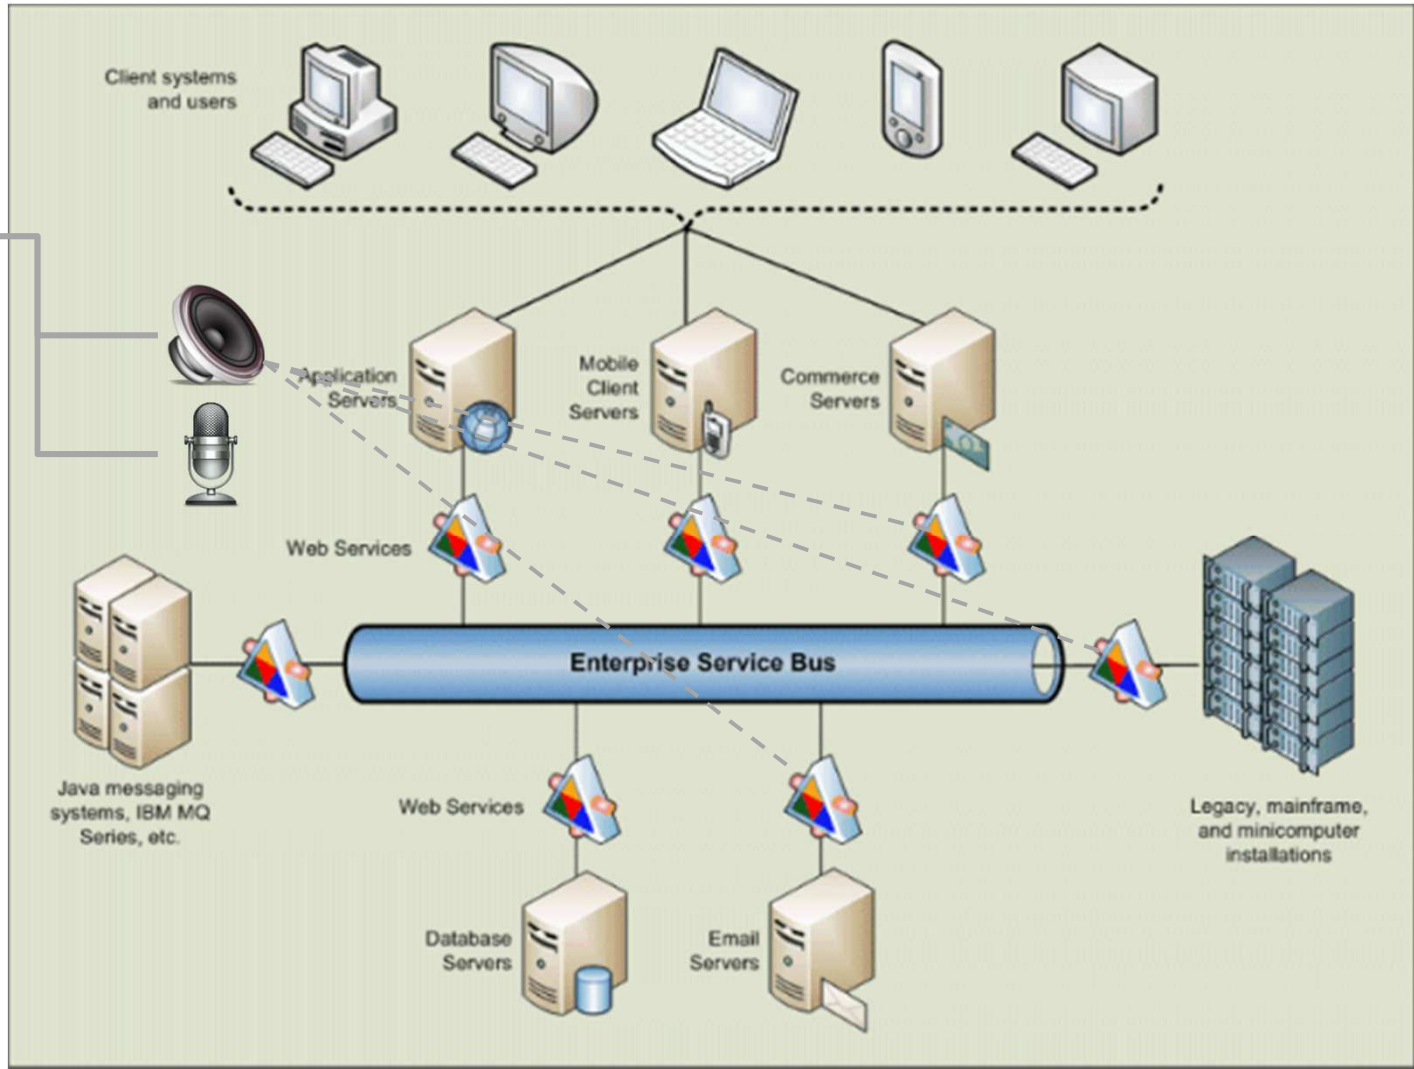 Client systems
and users
Application
Servers
Mobile
Client
Servers
Commerce
Servers
Web Services
Enterprise Service Bus
Java messaging
systems, IBM MQ
Series, etc.
Web Services
Legacy, mainframe,
and minicomputer
installations
Database
Servers
Email
Servers